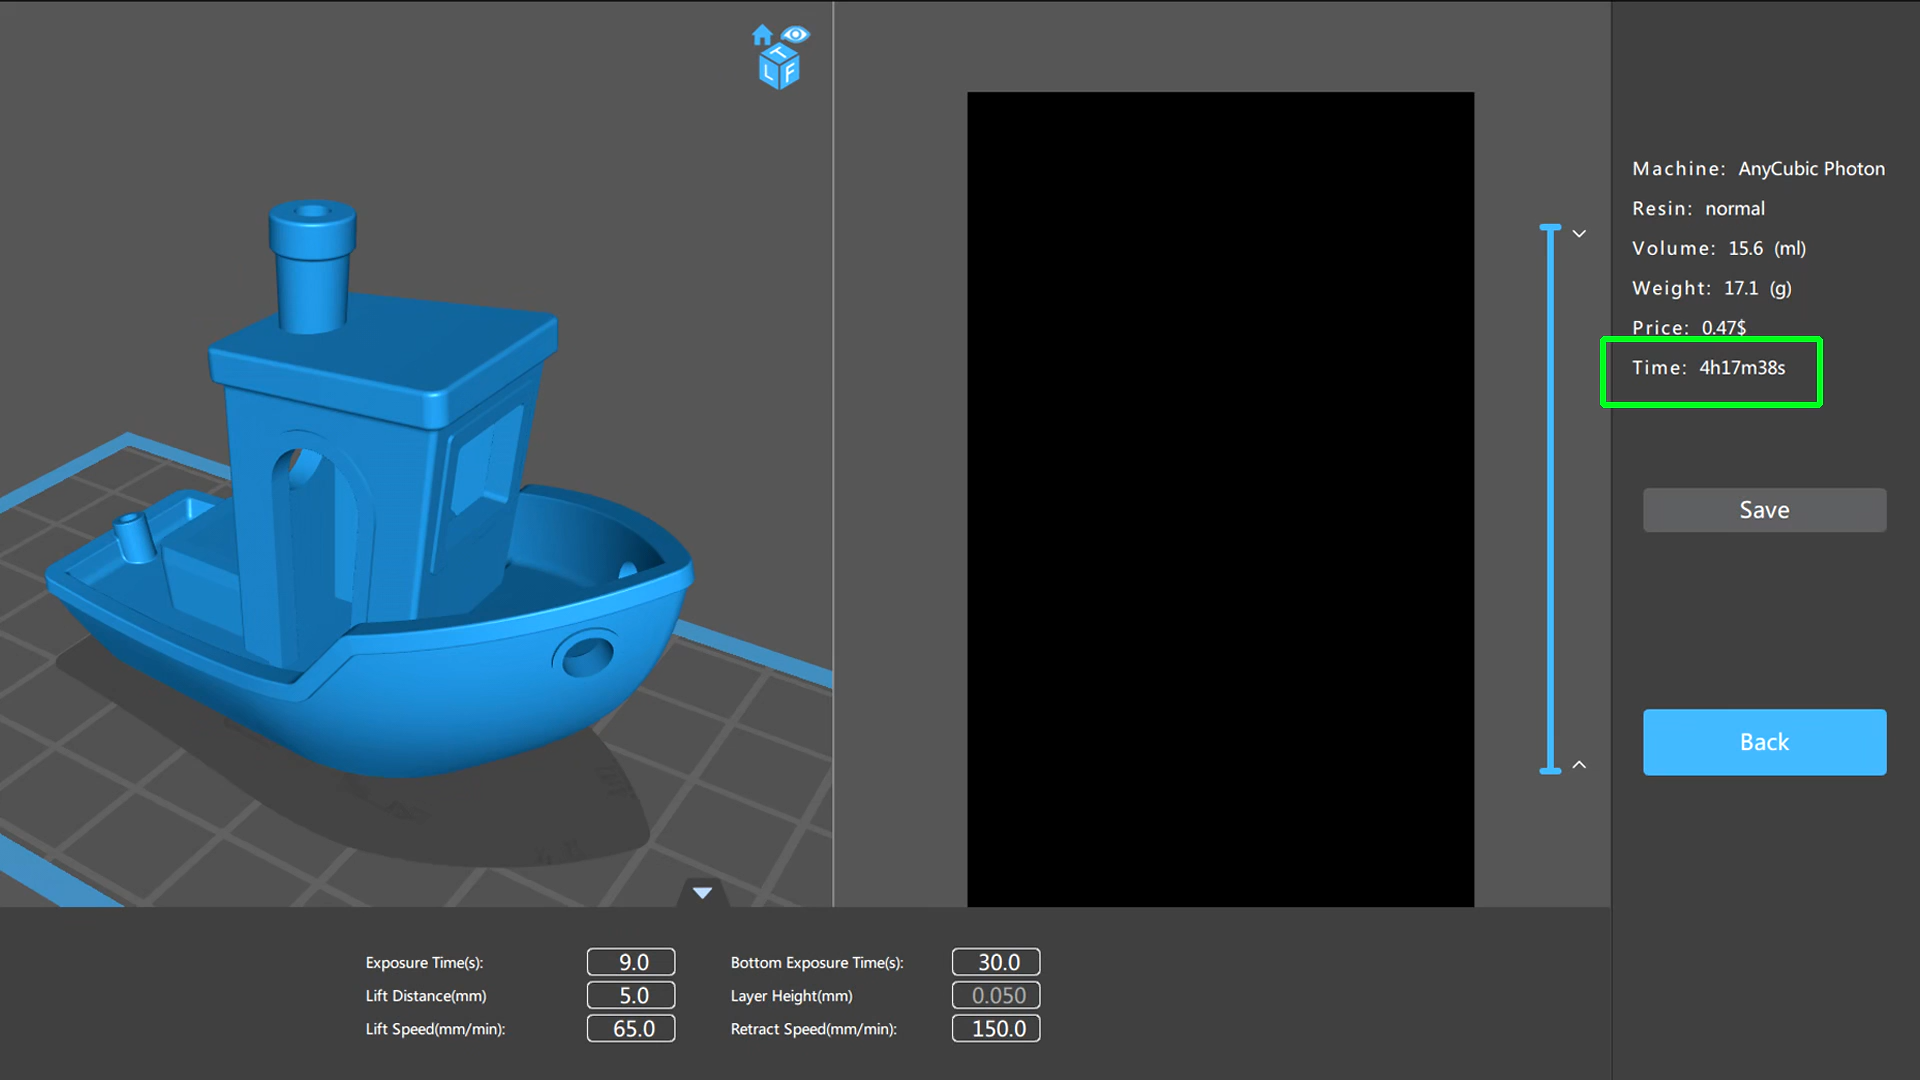 T
L F
Machine: AnyCubic Photon
Resin: normal
Volume: 15.6 (ml)
Weight: 17.1 (g)
Price: 0.47$
Time: 4h17m38s
Save
Back
Exposure Time(s): 9.0 Bottom Exposure Time(s): 30.0
Lift Distance(mm) 5.0 Layer Height(mm) 0.050
Lift Speed(mm/min): 65.0 Retract Speed(mm/min): 150.0